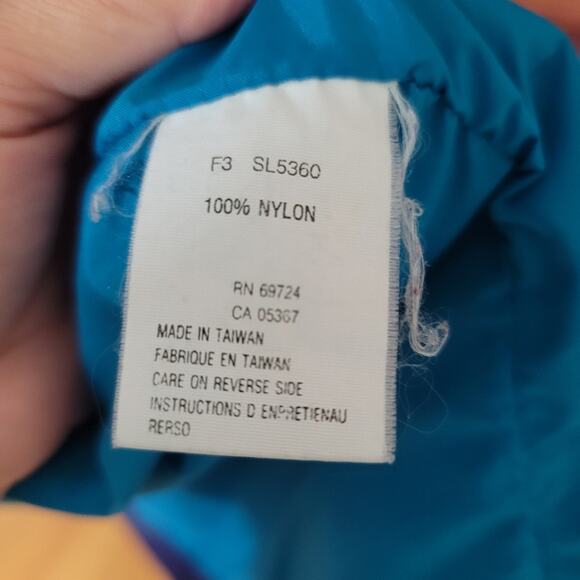 F3 SL5360
100% NYLON
RN 69724
CA 05367
MADE IN TAIWAN
FABRIQUE EN TAIWAN
CARE ON REVERSE SIDE
INSTRUCTIONS D ENPRETIENAU
RERSO